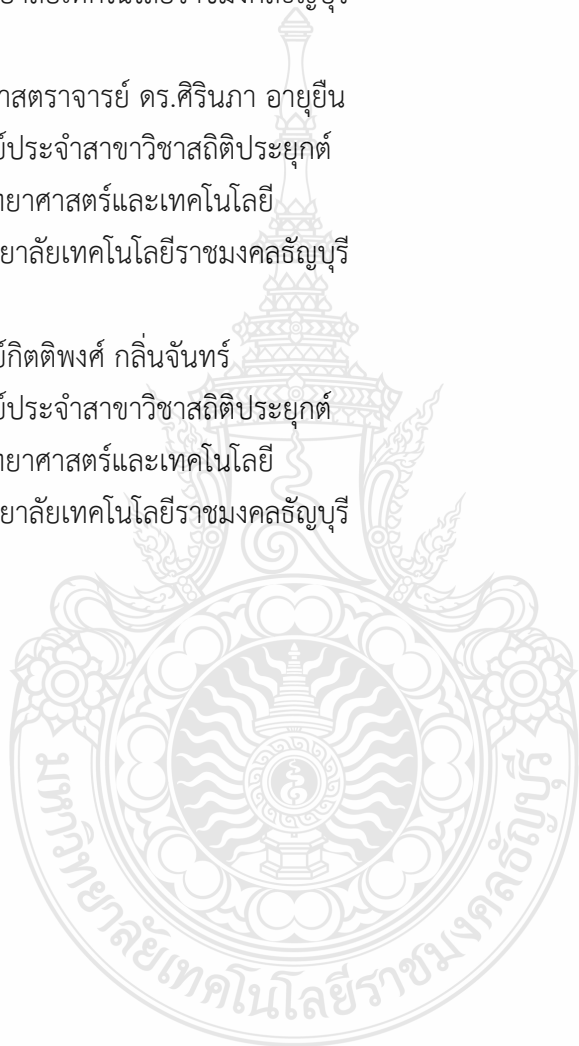 าสตราจารย์ ดร.ศิรินภา อายุยืน
ย์ประจำสาขาวิชาสถิติประยุกต์
ทยาศาสตร์และเทคโนโลยี
ยาลัยเทคโนโลยีราชมงคลธัญบุรี
ย์กิตติพงศ์ กลิ่นจันทร์
ย์ประจำสาขาวิชาสถิติประยุกต์
ทยาศาสตร์และเทคโนโลยี
ยาลัยเทคโนโลยีราชมงคลธัญบุรี
มหาวิทยาลัยเทคโนโลยีราชมงคลธัญบุรี